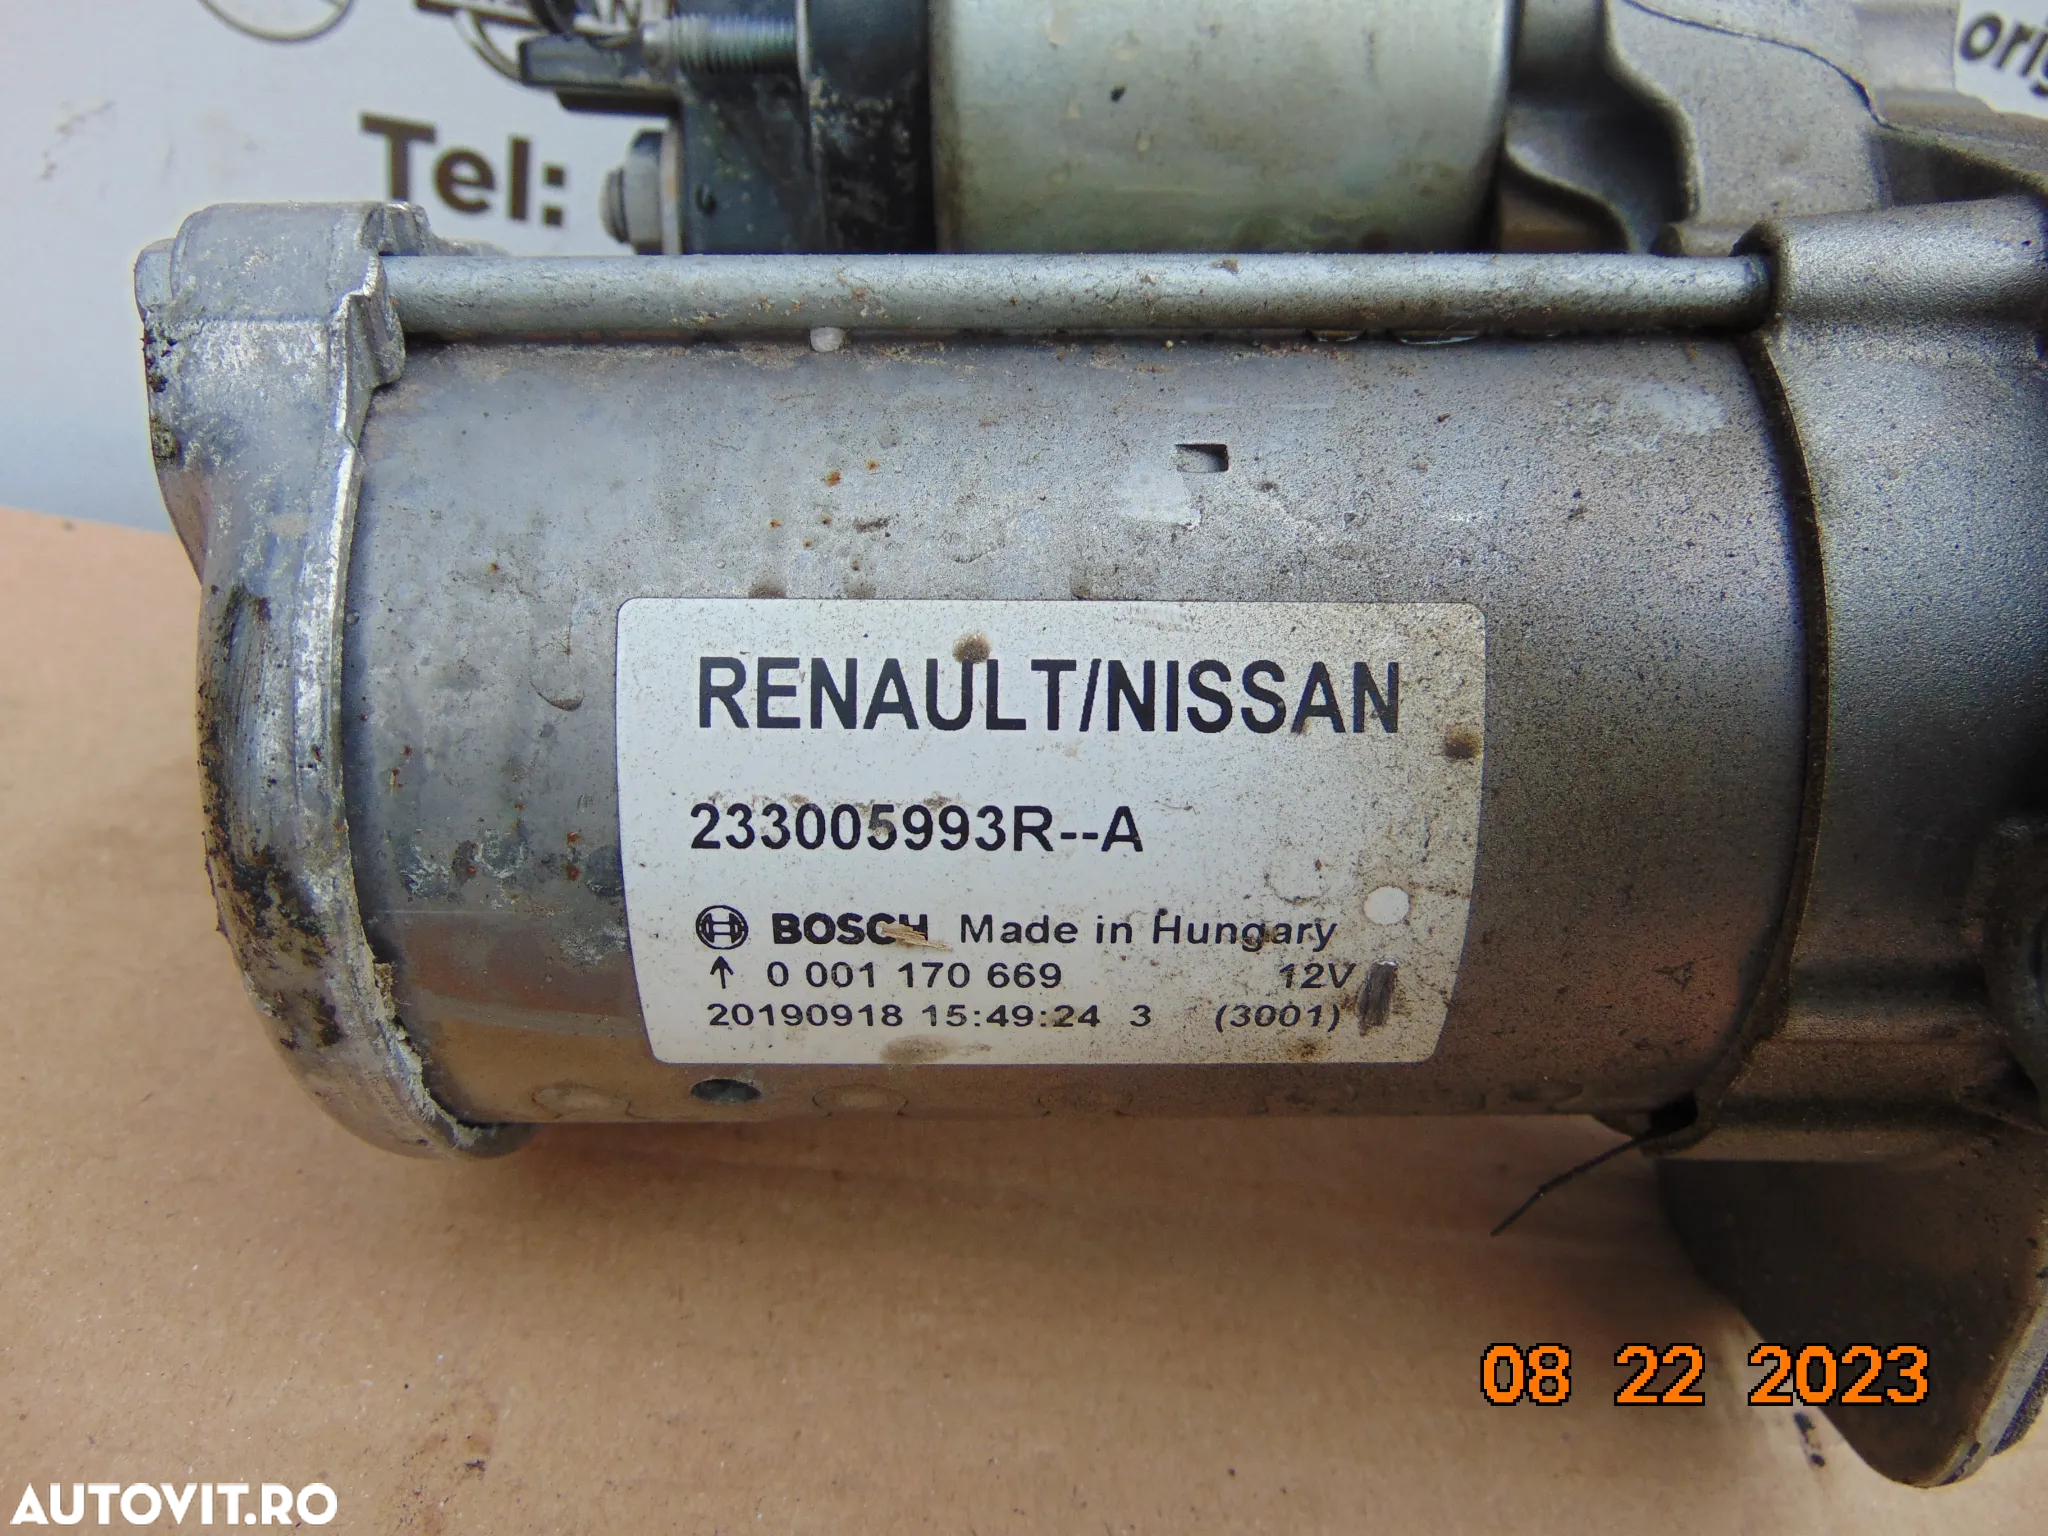 Tel:
RENAULT/NISSAN
233005993R--A
BOSCH Made in Hungary
↑ 0 001 170 669 12V
20190918 15:49:24 3 (3001)
08 22 2023
AUTOVIT.RO